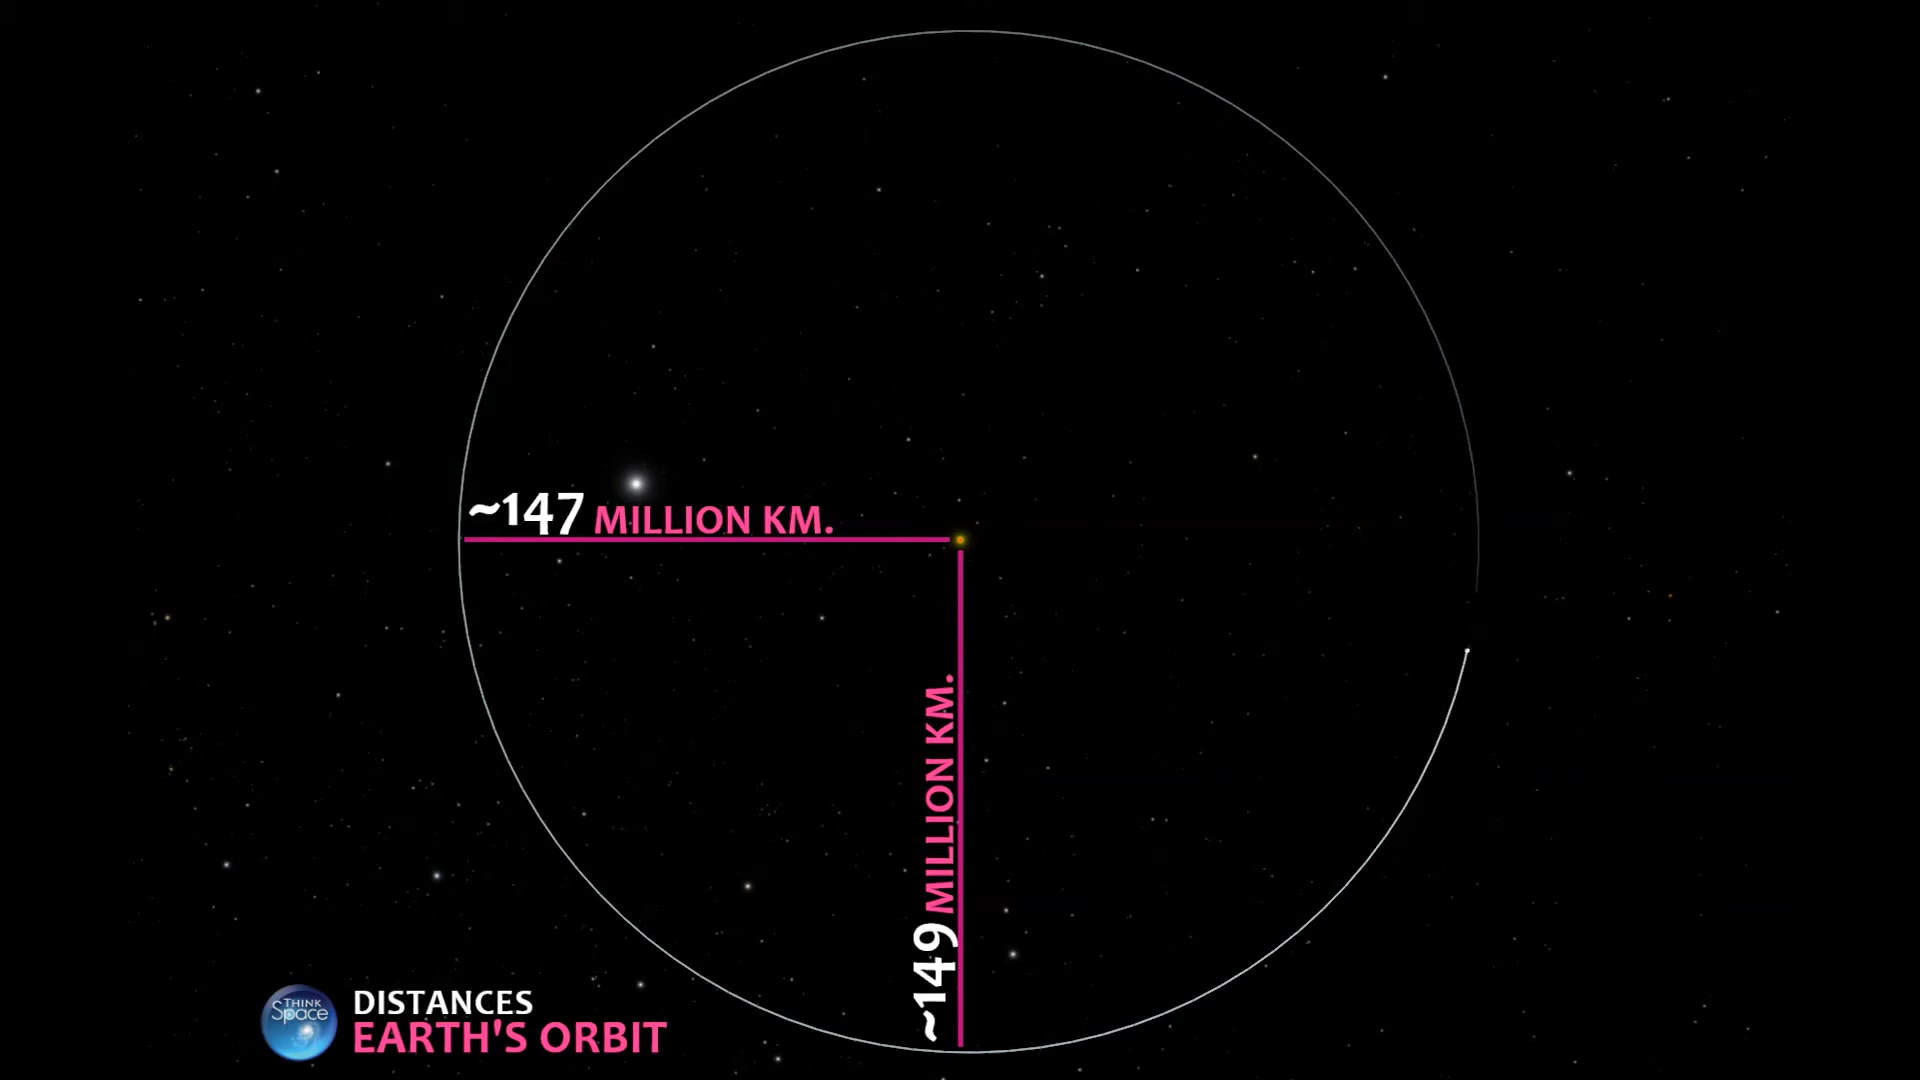 ~147 MILLION KM.
~149 MILLION KM.
THINK
Space
DISTANCES
EARTH'S ORBIT